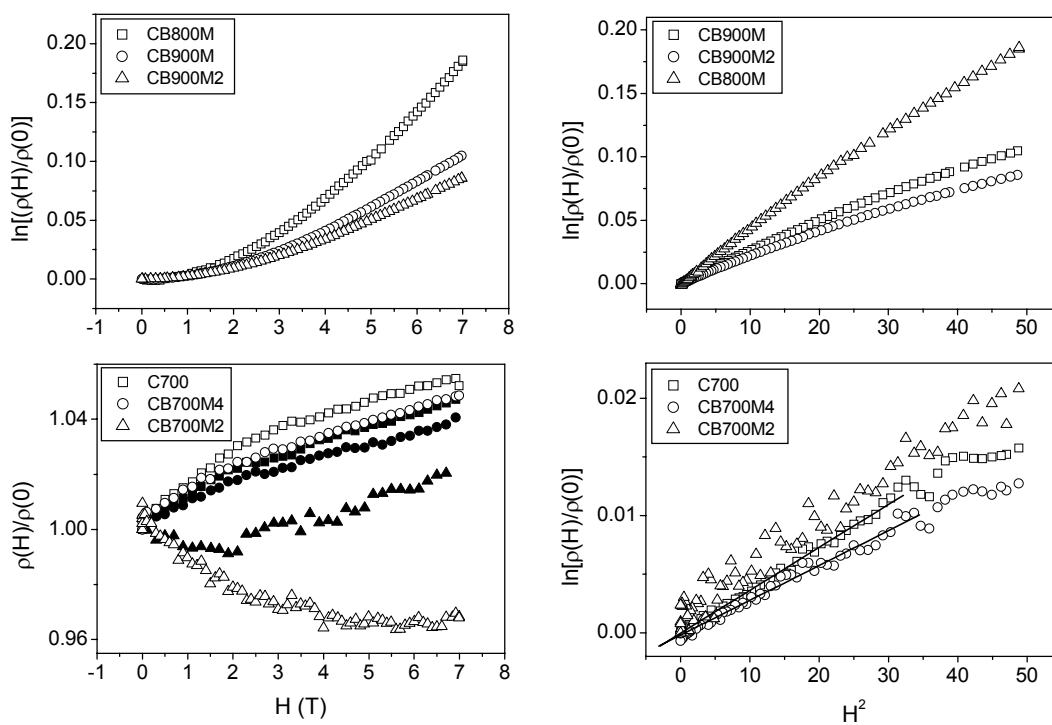 CB800M
CB900M
CB900M2
ln[(ρ(H)/ρ(0)]
0.20
0.15
0.10
0.05
0.00
-1 0 1 2 3 4 5 6 7 8
CB900M
CB900M2
CB800M
ln[ρ(H)/ρ(0)]
0.20
0.15
0.10
0.05
0.00
0 10 20 30 40 50
C700
CB700M4
CB700M2
ρ(H)/ρ(0)
1.04
1.00
0.96
-1 0 1 2 3 4 5 6 7 8
H (T)
C700
CB700M4
CB700M2
ln[ρ(H)/ρ(0)]
0.02
0.01
0.00
0 10 20 30 40 50
H²